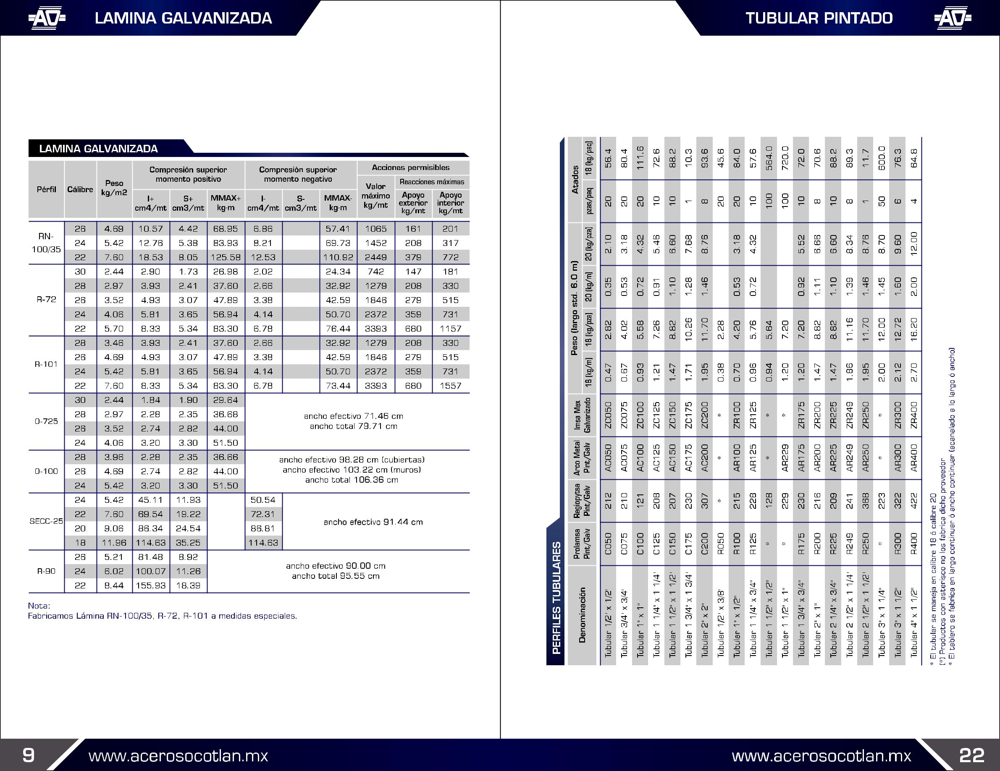 LAMINA GALVANIZADA
LAMINA GALVANIZADA
Pérfil Cálibre Peso kg/m2 Compresión superior momento positivo Compresión superior momento negativo Acciones permisibles
Valor máximo kg/mt Reacciones máximas
I+ cm4/mt S+ cm3/mt MMAX+ kg-m I- cm4/mt S- cm3/mt MMAX- kg-m Apoyo exterior kg/mt Apoyo interior kg/mt
RN-100/35
26 4.69 10.57 4.42 68.95 6.86 57.41 1065 161 201
24 5.42 12.76 5.38 83.93 8.21 69.73 1452 208 317
22 7.60 18.53 8.05 125.58 12.53 110.92 2449 379 772
R-72
30 2.44 2.90 1.73 26.98 2.02 24.34 742 147 181
28 2.97 3.93 2.41 37.60 2.66 32.92 1279 208 330
26 3.52 4.93 3.07 47.89 3.38 42.59 1846 279 515
24 4.06 5.81 3.65 56.94 4.14 50.70 2372 359 731
22 5.70 8.33 5.34 83.30 6.78 76.44 3393 680 1157
R-101
28 3.46 3.93 2.41 37.60 2.66 32.92 1279 208 330
26 4.69 4.93 3.07 47.89 3.38 42.59 1846 279 515
24 5.42 5.81 3.65 56.94 4.14 50.70 2372 359 731
22 7.60 8.33 5.34 83.30 6.78 73.44 3393 680 1557
O-725
30 2.44 1.84 1.90 29.64
28 2.97 2.28 2.35 36.68
26 3.52 2.74 2.82 44.00
24 4.06 3.20 3.30 51.50
ancho efectivo 71.46 cm
ancho total 79.71 cm
O-100
28 3.96 2.28 2.35 36.66
26 4.69 2.74 2.82 44.00
24 5.42 3.20 3.30 51.50
ancho efectivo 98.28 cm (cubiertas)
ancho efectivo 103.22 cm (muros)
ancho total 106.36 cm
SECC-25
24 5.42 45.11 11.93 50.54
22 7.60 69.54 19.22 72.31
20 9.06 86.34 24.54 86.81
18 11.96 114.63 35.25 114.63
ancho efectivo 91.44 cm
R-90
26 5.21 81.48 8.92
24 6.02 100.07 11.26
22 8.44 155.93 18.39
ancho efectivo 90.00 cm
ancho total 95.55 cm
Nota:
Fabricamos Lámina RN-100/35, R-72, R-101 a medidas especiales.
9
www.acerosocotlan.mx
TUBULAR PINTADO
PERFILES TUBULARES
Denominación Prolamsa Pint/Galv Regiopytsa Pint/Galv Arco Metal Pint/Galv Imsa Mex Galvanizado Peso (largo std. 6.0 m) Atados
18 (kg/m) 18 (kg/pza) 20 (kg/m) 20 (kg/pza) pzas/paq 18 (kg/paq)
Tubular 1/2' x 1/2' C050 212 AC050 ZC050 0.47 2.82 0.35 2.10 20 56.4
Tubular 3/4' x 3/4' C075 210 AC075 ZC075 0.67 4.02 0.53 3.18 20 80.4
Tubular 1" x 1" C100 121 AC100 ZC100 0.93 5.58 0.72 4.32 20 111.6
Tubular 1 1/4" x 1 1/4' C125 208 AC125 ZC125 1.21 7.26 0.91 5.46 10 72.6
Tubular 1 1/2" x 1 1/2' C150 207 AC150 ZC150 1.47 8.82 1.10 6.60 10 88.2
Tubular 1 3/4" x 1 3/4' C175 230 AC175 ZC175 1.71 10.26 1.28 7.68 1 10.3
Tubular 2" x 2" C200 307 AC200 ZC200 1.95 11.70 1.46 8.76 8 93.6
Tubular 1/2' x 3/8' R050 * * * 0.38 2.28 20 45.6
Tubular 1" x 1/2" R100 215 AR100 ZR100 0.70 4.20 0.53 3.18 20 84.0
Tubular 1 1/4" x 3/4" R125 228 AR125 ZR125 0.96 5.76 0.72 4.32 10 57.6
Tubular 1 1/2" x 1/2" * 128 * * 0.94 5.64 100 564.0
Tubular 1 1/2" x 1" * 229 AR229 * 1.20 7.20 100 720.0
Tubular 1 3/4" x 3/4" R175 230 AR175 ZR175 1.20 7.20 0.92 5.52 10 72.0
Tubular 2" x 1" R200 216 AR200 ZR200 1.47 8.82 1.11 6.66 8 70.6
Tubular 2 1/4" x 3/4" R225 209 AR225 ZR225 1.47 8.82 1.10 6.60 10 88.2
Tubular 2 1/2" x 1 1/4' R249 241 AR249 ZR249 1.86 11.16 1.39 8.34 8 89.3
Tubular 2 1/2" x 1 1/2' R250 368 AR250 ZR250 1.95 11.70 1.46 8.76 1 11.7
Tubular 3" x 1 1/4" * 223 * * 2.00 12.00 1.45 8.70 50 600.0
Tubular 3" x 1 1/2" R300 322 AR300 ZR300 2.12 12.72 1.60 9.60 6 76.3
Tubular 4" x 1 1/2" R400 422 AR400 ZR400 2.70 16.20 2.00 12.00 4 64.8
* El tubular se maneja en calibre 18 ó calibre 20
(*) Productos con asterisco no los fabrica dicho proveedor
* El tablero se fabrica en largo continuar ó ancho continuar (acanalado a lo largo ó ancho)
www.acerosocotlan.mx
22